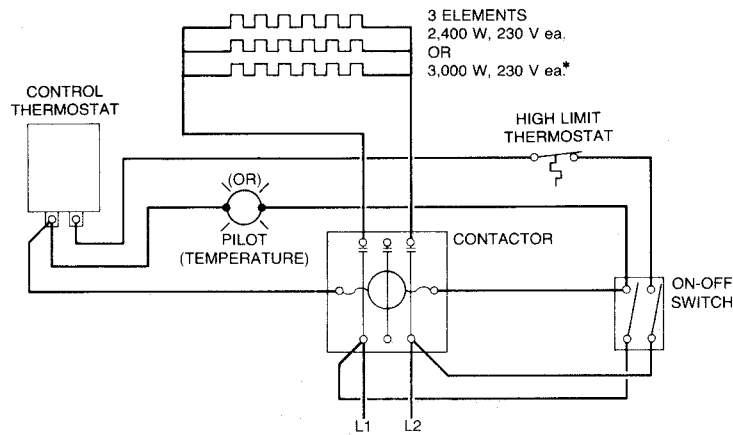 3 ELEMENTS
2,400 W, 230 V ea.
OR
3,000 W, 230 V ea.*
CONTROL
THERMOSTAT
HIGH LIMIT
THERMOSTAT
(OR)
PILOT
(TEMPERATURE)
CONTACTOR
ON-OFF
SWITCH
L1
L2